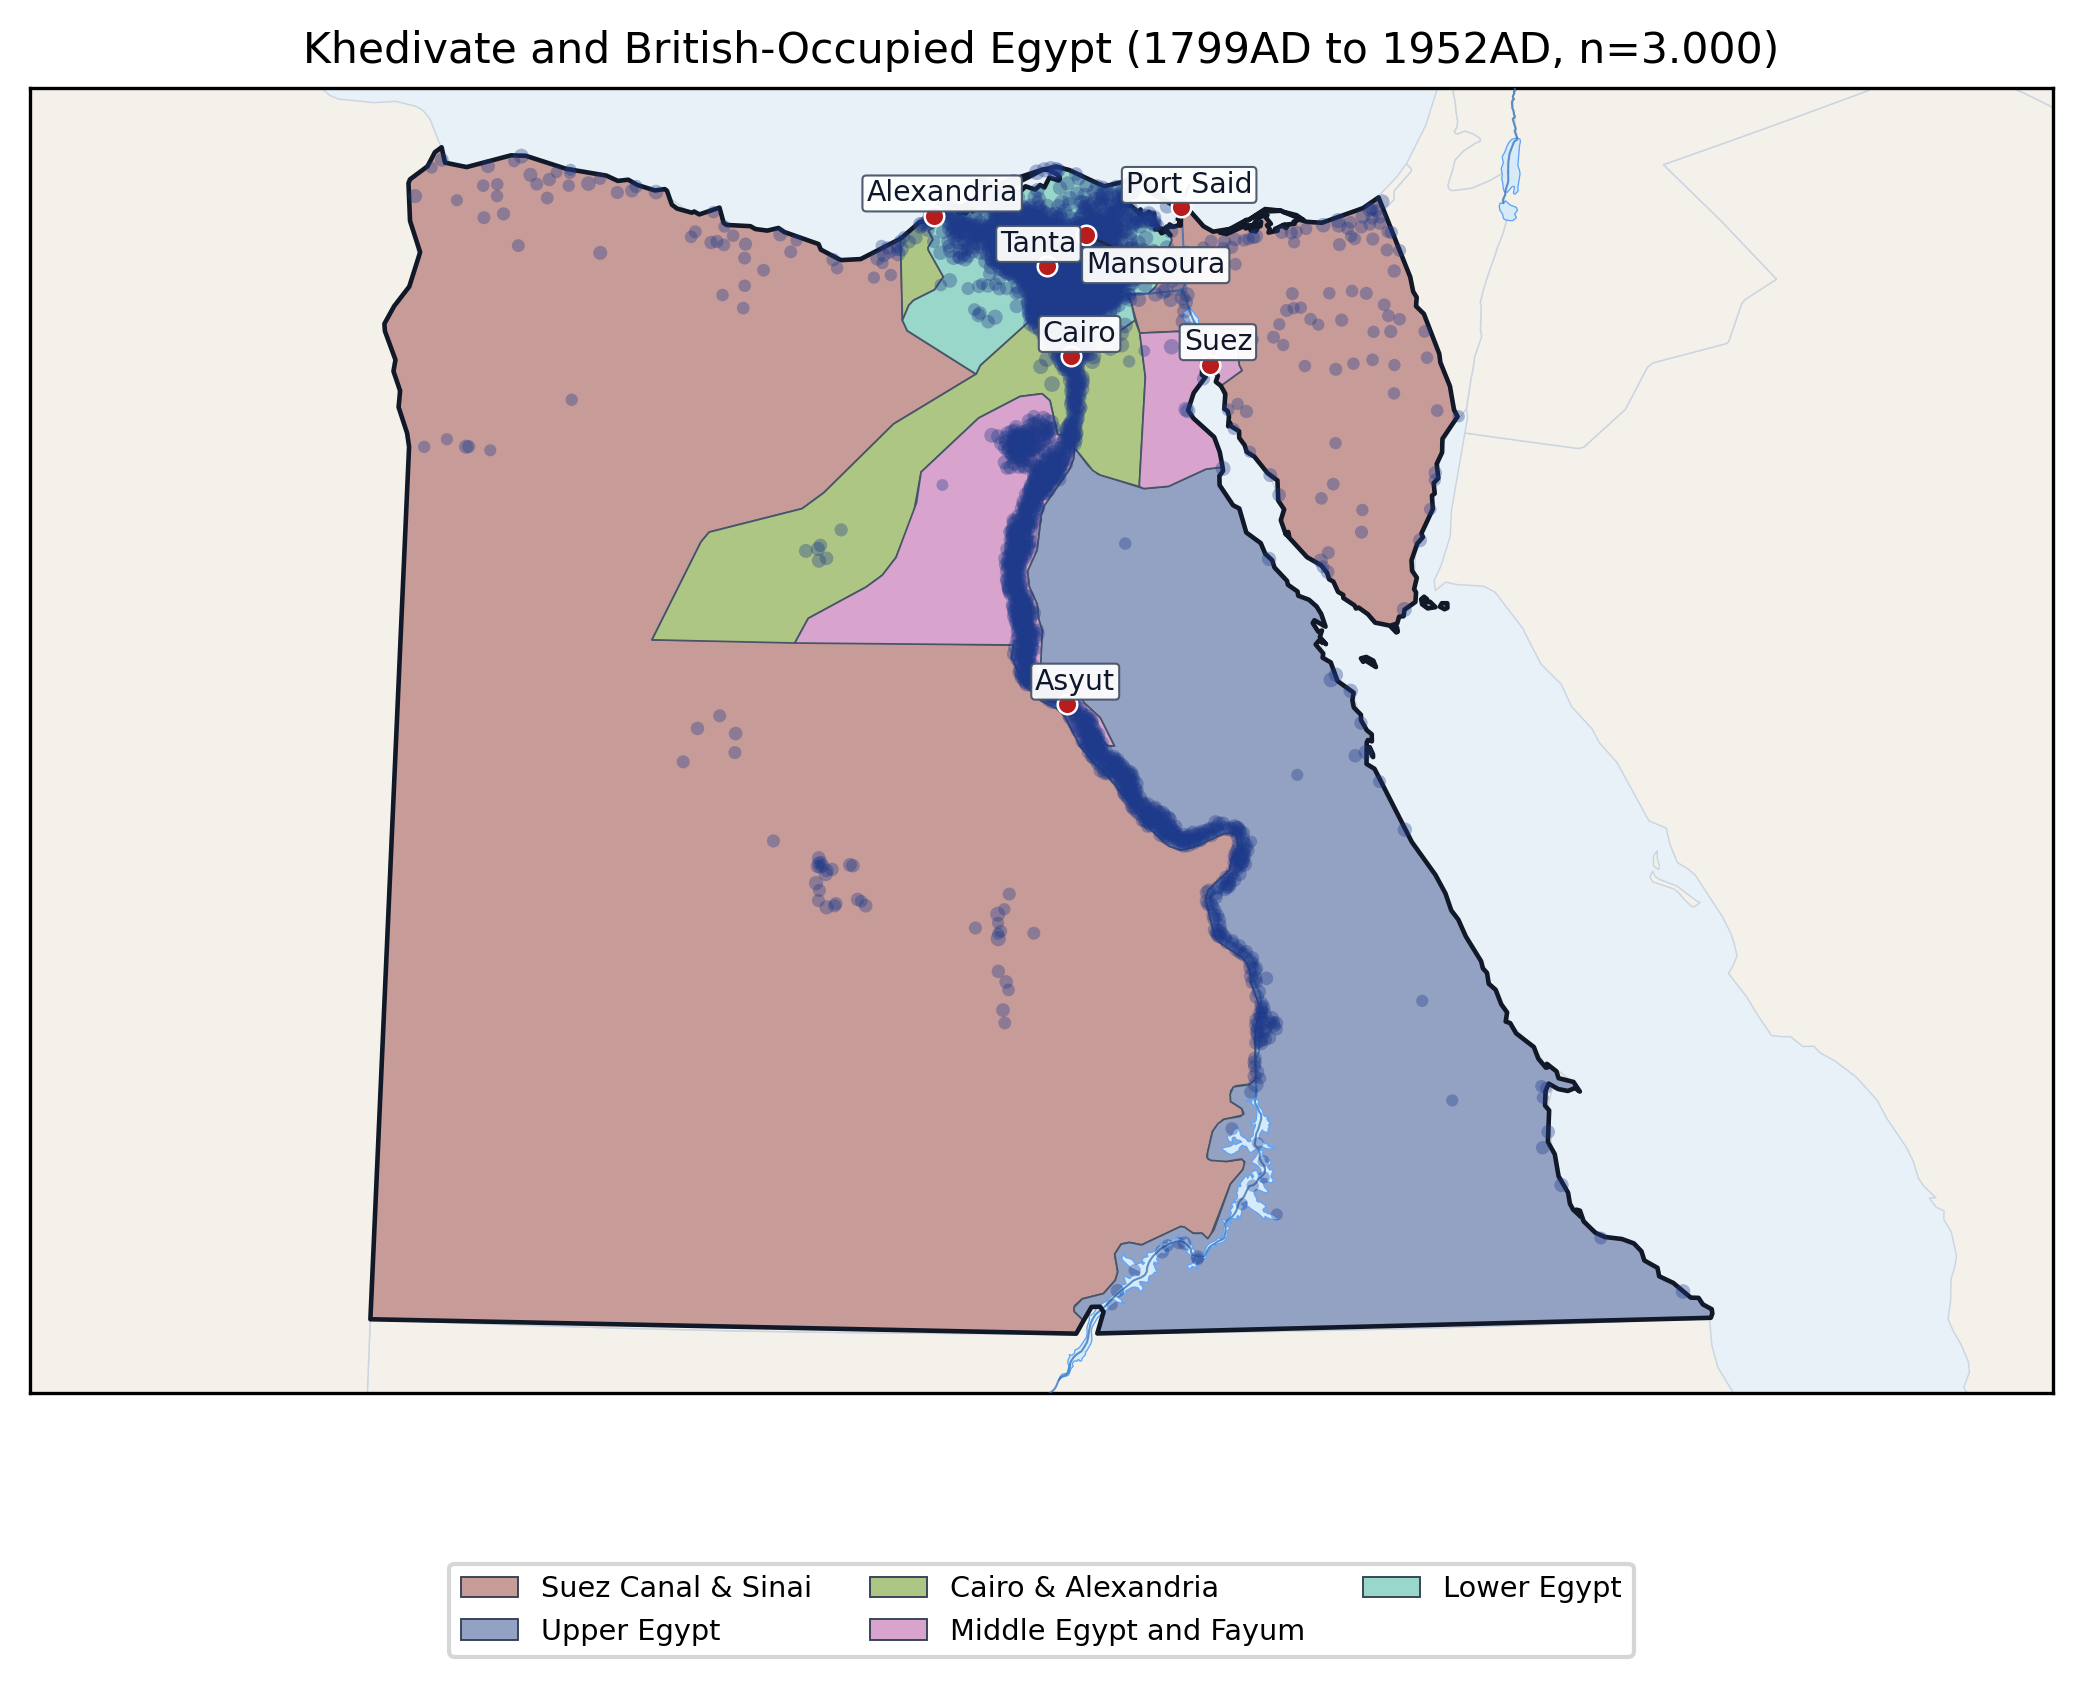 Khedivate and British-Occupied Egypt (1799AD to 1952AD, n=3.000)
Alexandria
Port Said
Tanta
Mansoura
Cairo
Suez
Asyut
Suez Canal & Sinai
Upper Egypt
Cairo & Alexandria
Middle Egypt and Fayum
Lower Egypt